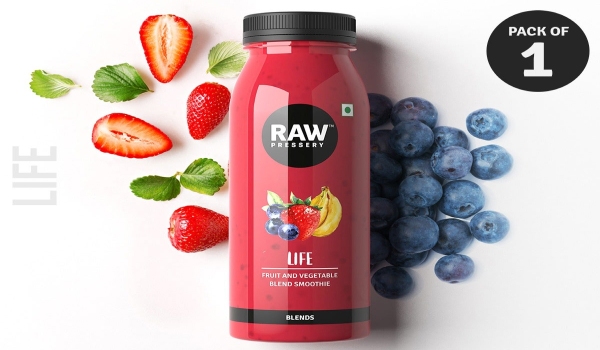 PACK OF
1
LIFE
RAW™
PRESSERY
LIFE
FRUIT AND VEGETABLE
BLEND SMOOTHIE
BLENDS